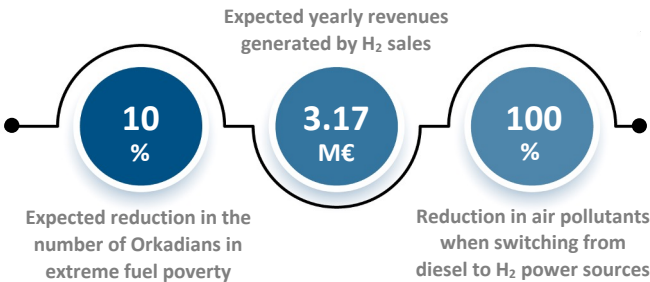 Expected yearly revenues
generated by H₂ sales
10
%
3.17
M€
100
%
Expected reduction in the
number of Orkadians in
extreme fuel poverty
Reduction in air pollutants
when switching from
diesel to H₂ power sources